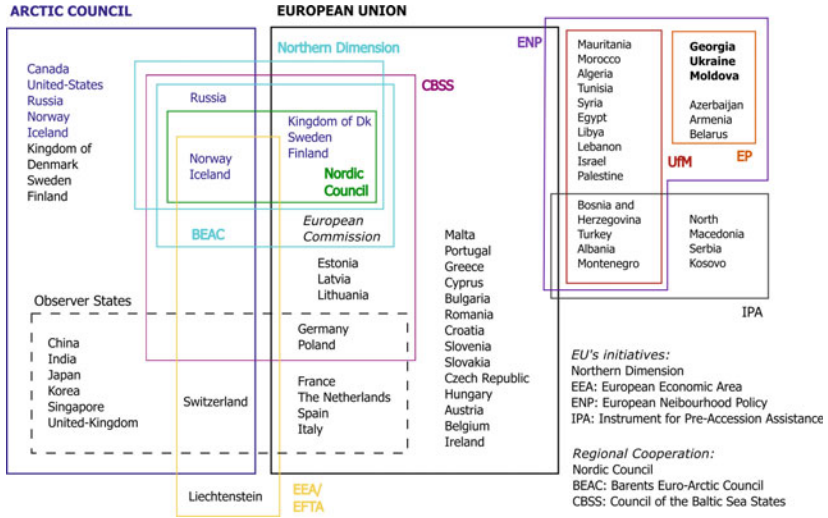 ARCTIC COUNCIL
EUROPEAN UNION
Northern Dimension
ENP
CBSS
Canada
United-States
Russia
Norway
Iceland
Kingdom of
Denmark
Sweden
Finland
Russia
Kingdom of Dk
Sweden
Finland
Norway
Iceland
Nordic
Council
BEAC
European
Commission
Estonia
Latvia
Lithuania
Observer States
Germany
Poland
China
India
Japan
Korea
Singapore
United-Kingdom
Switzerland
France
The Netherlands
Spain
Italy
Liechtenstein
EEA/
EFTA
Malta
Portugal
Greece
Cyprus
Bulgaria
Romania
Croatia
Slovenia
Slovakia
Czech Republic
Hungary
Austria
Belgium
Ireland
Mauritania
Morocco
Algeria
Tunisia
Syria
Egypt
Libya
Lebanon
Israel
Palestine
UfM
Georgia
Ukraine
Moldova
Azerbaijan
Armenia
Belarus
EP
Bosnia and
Herzegovina
Turkey
Albania
Montenegro
North
Macedonia
Serbia
Kosovo
IPA
EU's initiatives:
Northern Dimension
EEA: European Economic Area
ENP: European Neibourhood Policy
IPA: Instrument for Pre-Accession Assistance
Regional Cooperation:
Nordic Council
BEAC: Barents Euro-Arctic Council
CBSS: Council of the Baltic Sea States